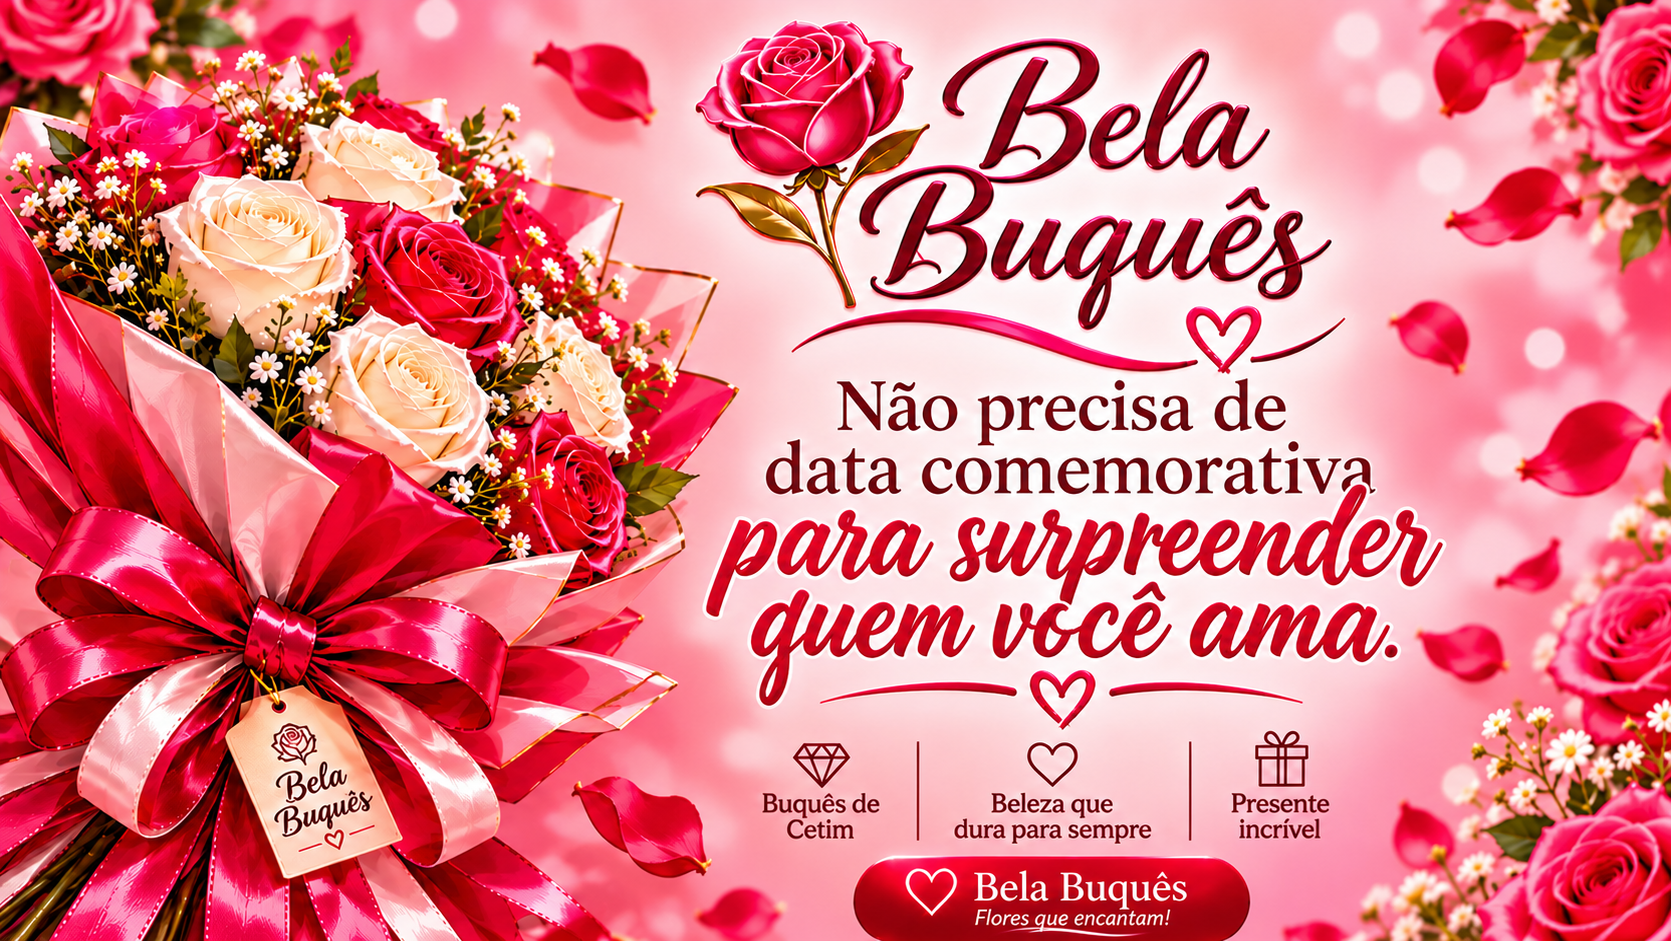 Bela
Buquês
Não precisa de
data comemorativa
para surpreender
quem você ama.
Buquês de
Cetim
Beleza que
dura para sempre
Presente
incrível
Bela Buquês
Flores que encantam!
Bela
Buquês